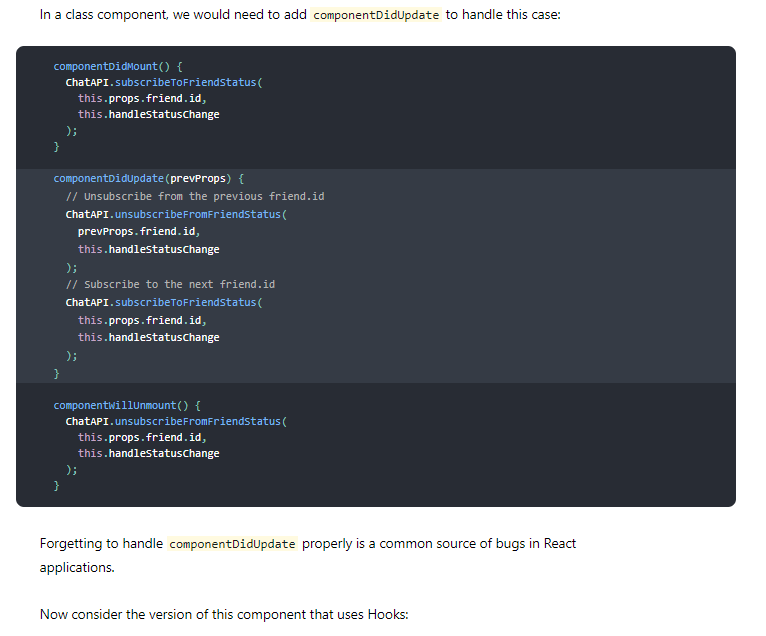 In a class component, we would need to add componentDidUpdate to handle this case:
componentDidMount() {
ChatAPI.subscribeToFriendStatus(
this.props.friend.id,
this.handleStatusChange
);
}
componentDidUpdate(prevProps) {
// Unsubscribe from the previous friend.id
ChatAPI.unsubscribeFromFriendStatus(
prevProps.friend.id,
this.handleStatusChange
);
// Subscribe to the next friend.id
ChatAPI.subscribeToFriendStatus(
this.props.friend.id,
this.handleStatusChange
);
}
componentWillUnmount() {
ChatAPI.unsubscribeFromFriendStatus(
this.props.friend.id,
this.handleStatusChange
);
}
Forgetting to handle componentDidUpdate properly is a common source of bugs in React
applications.
Now consider the version of this component that uses Hooks: